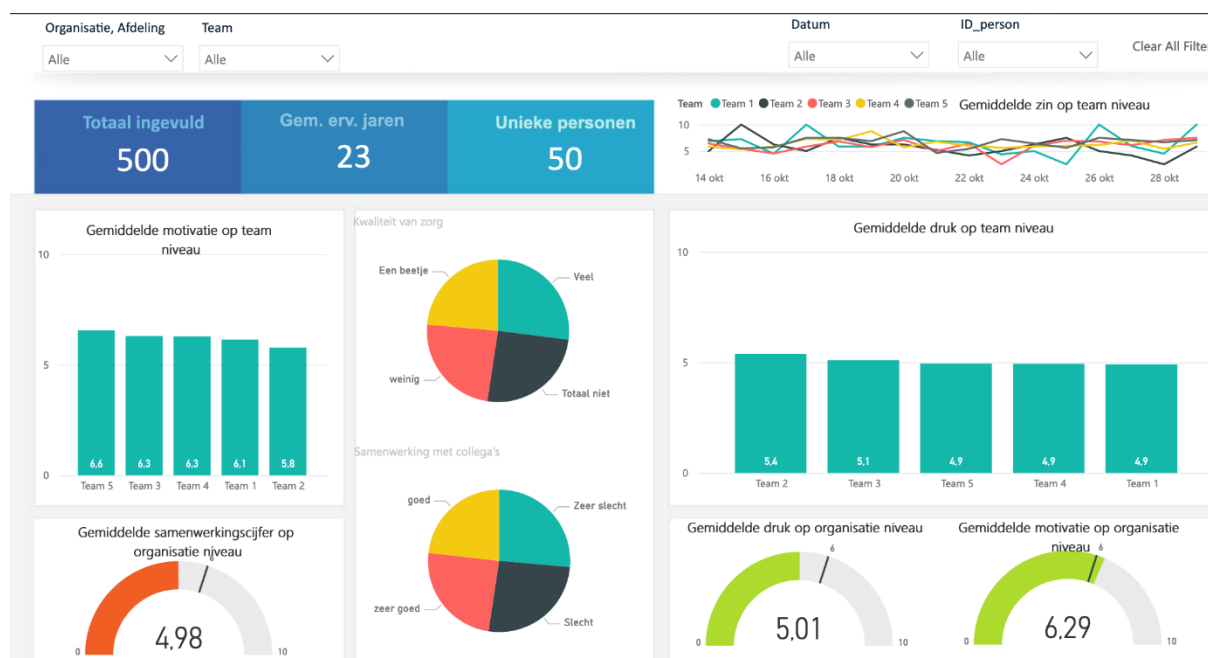 Organisatie, Afdeling
Team
Datum
ID_person
Alle
Alle
Alle
Alle
Clear All Filter
Totaal ingevuld
500
Gem. erv. jaren
23
Unieke personen
50
Team Team 1 Team 2 Team 3 Team 4 Team 5
Gemiddelde zin op team niveau
10
5
14 okt 16 okt 18 okt 20 okt 22 okt 24 okt 26 okt 28 okt
Gemiddelde motivatie op team
niveau
10
5
0
6,6 6,3 6,3 6,1 5,8
Team 5 Team 3 Team 4 Team 1 Team 2
Kwaliteit van zorg
Een beetje
Veel
weinig
Totaal niet
Samenwerking met collega's
goed
Zeer slecht
zeer goed
Slecht
Gemiddelde druk op team niveau
10
5
0
5,4 5,1 4,9 4,9 4,9
Team 2 Team 3 Team 5 Team 4 Team 1
Gemiddelde samenwerkingscijfer op
organisatie niveau
6
4,98
0
10
Gemiddelde druk op organisatie niveau
6
5,01
0
10
Gemiddelde motivatie op organisatie
niveau
6
6,29
0
10